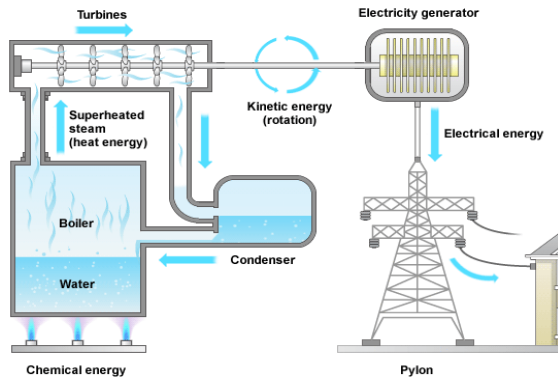 Turbines
Electricity generator
Kinetic energy
(rotation)
Superheated
steam
(heat energy)
Electrical energy
Boiler
Condenser
Water
Chemical energy
Pylon